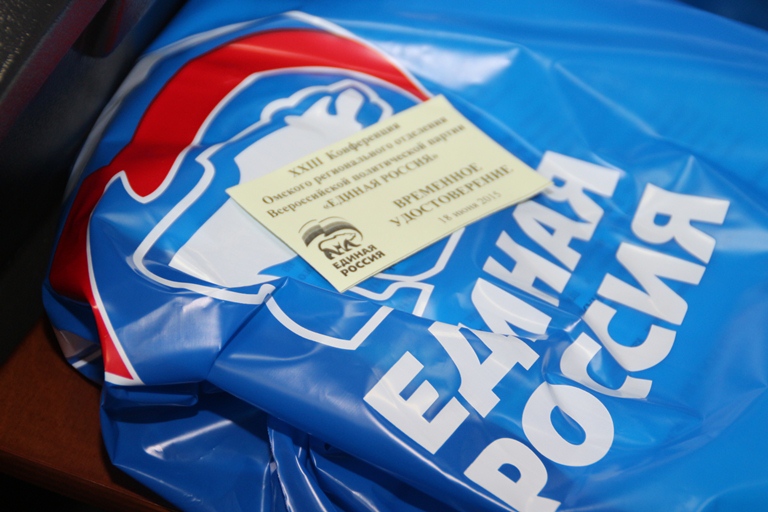 XXIII Конференция
Омского регионального отделения
Всероссийской политической партии
«ЕДИНАЯ РОССИЯ»
ВРЕМЕННОЕ
УДОСТОВЕРЕНИЕ
18 июня 2015
ЕДИНАЯ
РОССИЯ
ЕДИНАЯ
РОССИЯ